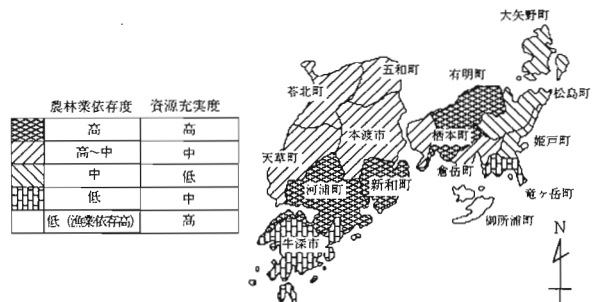 農林業依存度 資源充実度
高 高
高～中 中
中 低
低 中
低（漁業依存高） 高
大矢野町
五和町
有明町
松島町
苓北町
本渡市
栖本町
姫戸町
天草町
倉岳町
河浦町
新和町
竜ヶ岳町
御所浦町
牛深市
N